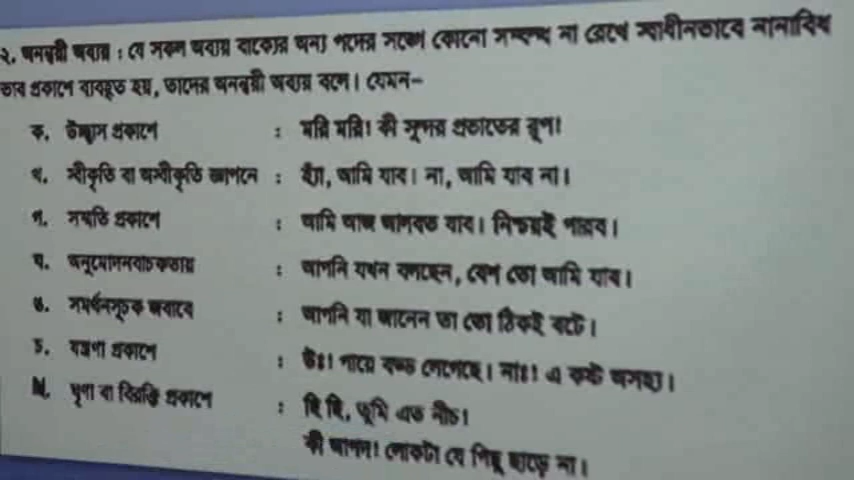 ২. অনন্বয়ী অব্যয় : যে সকল অব্যয় বাক্যের অন্য পদের সঙ্গে কোনো সম্বন্ধ না রেখে স্বাধীনভাবে নানাবিধ
ভাব প্রকাশে ব্যবহৃত হয়, তাদের অনন্বয়ী অব্যয় বলে। যেমন–
ক. উচ্ছ্বাস প্রকাশে : মরি মরি! কী সুন্দর প্রভাতের রূপ!
খ. স্বীকৃতি বা অস্বীকৃতি জ্ঞাপনে : হ্যাঁ, আমি যাব। না, আমি যাব না।
গ. সম্মতি প্রকাশে : আমি আজ আলবত যাব। নিশ্চয়ই পারব।
ঘ. অনুমোদনবাচকতায় : আপনি যখন বলছেন, বেশ তো আমি যাব।
ঙ. সমর্থনসূচক জবাবে : আপনি যা জানেন তা তো ঠিকই বটে।
চ. যন্ত্রণা প্রকাশে : উঃ! পায়ে বড্ড লেগেছে। নাঃ! এ কষ্ট অসহ্য।
ঘৃণা বা বিরক্তি প্রকাশে : ছি ছি, তুমি এত নীচ!
কী আপদ! লোকটা যে পিছু ছাড়ে না।